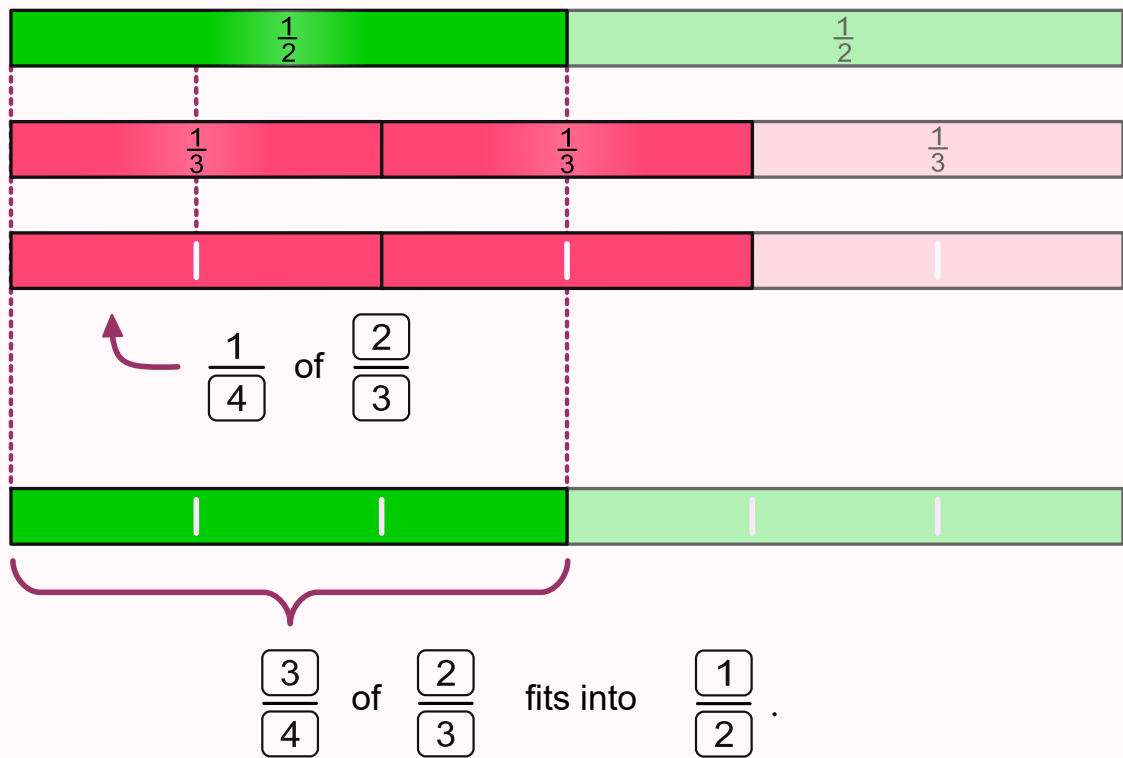 1/2 1/2
1/3 1/3 1/3
1/4 of 2/3
3/4 of 2/3 fits into 1/2 .